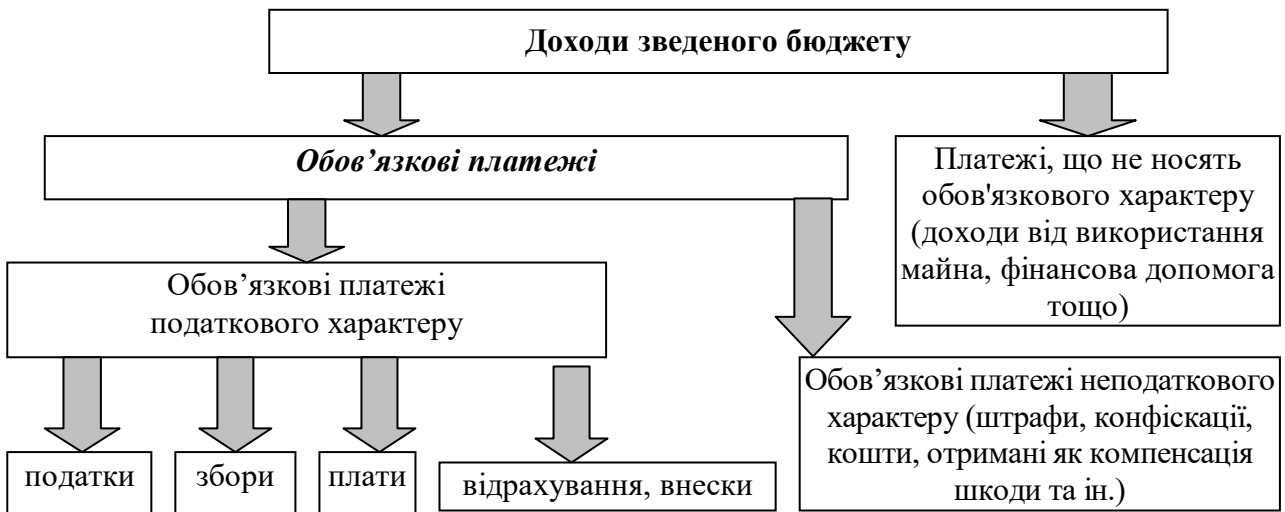 Доходи зведеного бюджету
Обов’язкові платежі
Платежі, що не носять
обов'язкового характеру
(доходи від використання
майна, фінансова допомога
тощо)
Обов’язкові платежі
податкового характеру
Обов’язкові платежі неподаткового
характеру (штрафи, конфіскації,
кошти, отримані як компенсація
шкоди та ін.)
податки
збори
плати
відрахування, внески